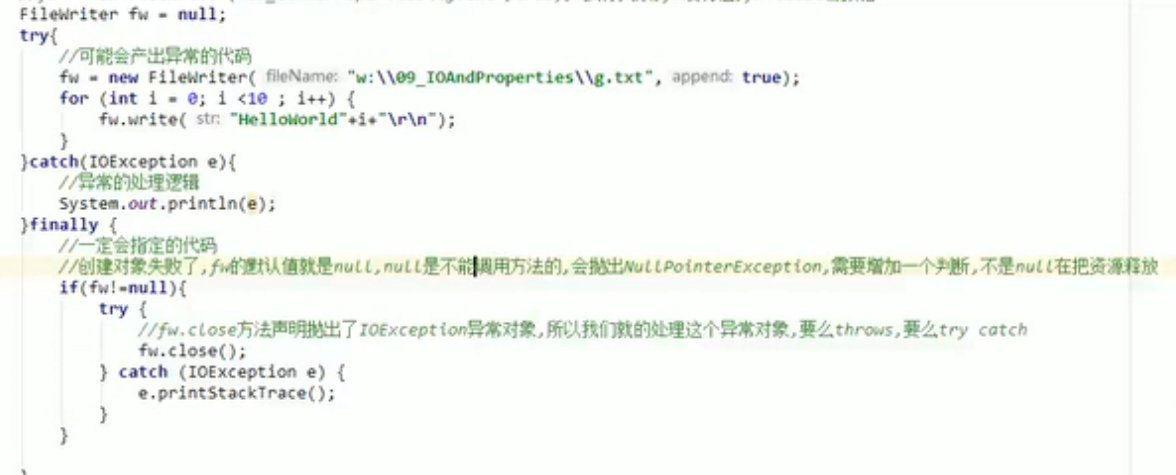 FileWriter fw = null;
try{
//可能会产出异常的代码
fw = new FileWriter( fileName: "w:\\09_IOAndProperties\\g.txt", append: true);
for (int i = 0; i <10 ; i++) {
fw.write( str: "HelloWorld"+i+"\r\n");
}
}catch(IOException e){
//异常的处理逻辑
System.out.println(e);
}finally {
//一定会指定的代码
//创建对象失败了,fw的默认值就是null,null是不能调用方法的,会抛出NullPointerException,需要增加一个判断,不是null在把资源释放
if(fw!=null){
try {
//fw.close方法声明抛出了IOException异常对象,所以我们就的处理这个异常对象,要么throws,要么try catch
fw.close();
} catch (IOException e) {
e.printStackTrace();
}
}